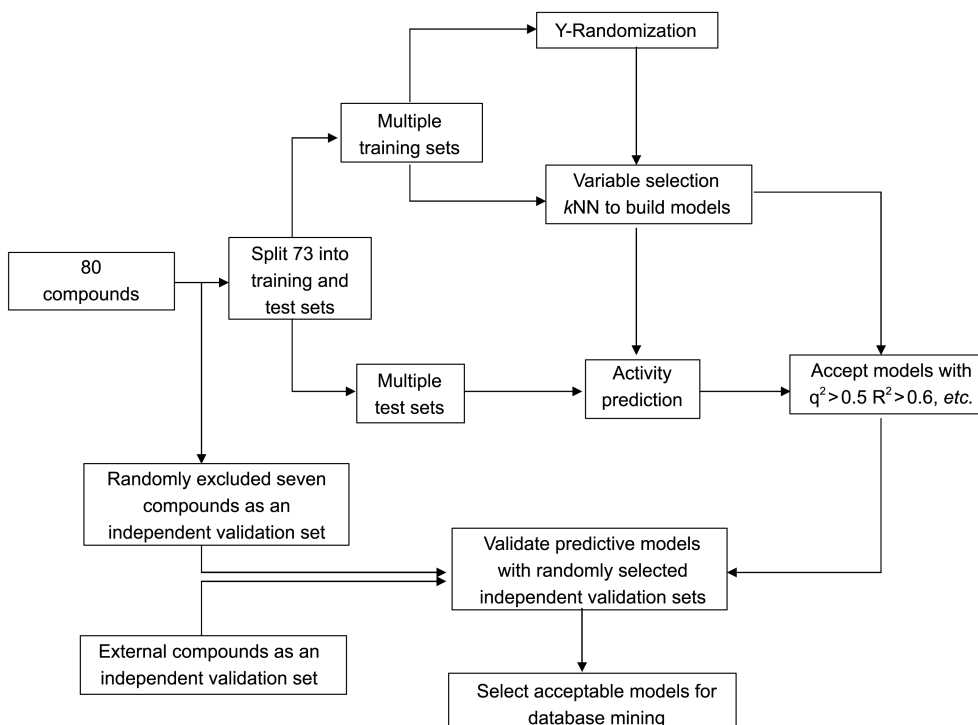 Y-Randomization
Multiple
training sets
Variable selection
kNN to build models
80
compounds
Split 73 into
training and
test sets
Multiple
test sets
Activity
prediction
Accept models with
q²>0.5 R²>0.6, etc.
Randomly excluded seven
compounds as an
independent validation set
Validate predictive models
with randomly selected
independent validation sets
External compounds as an
independent validation set
Select acceptable models for
database mining